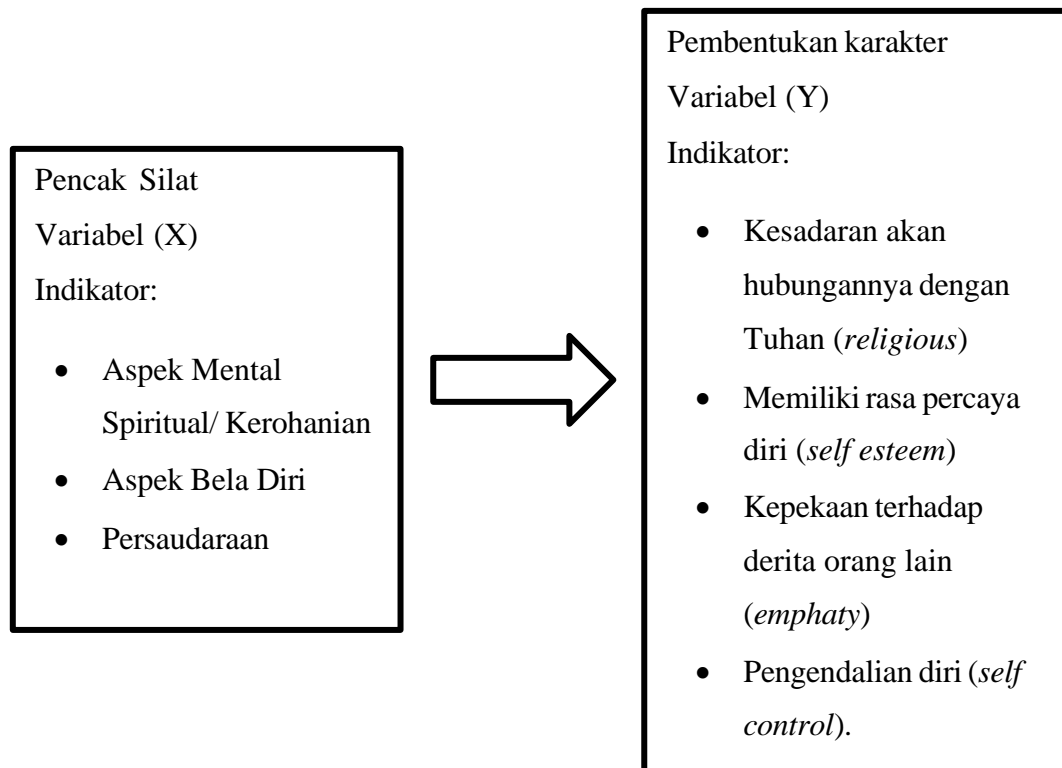 Pencak Silat
Variabel (X)
Indikator:
• Aspek Mental
Spiritual/ Kerohanian
• Aspek Bela Diri
• Persaudaraan
Pembentukan karakter
Variabel (Y)
Indikator:
• Kesadaran akan
hubungannya dengan
Tuhan (religious)
• Memiliki rasa percaya
diri (self esteem)
• Kepekaan terhadap
derita orang lain
(emphaty)
• Pengendalian diri (self
control).